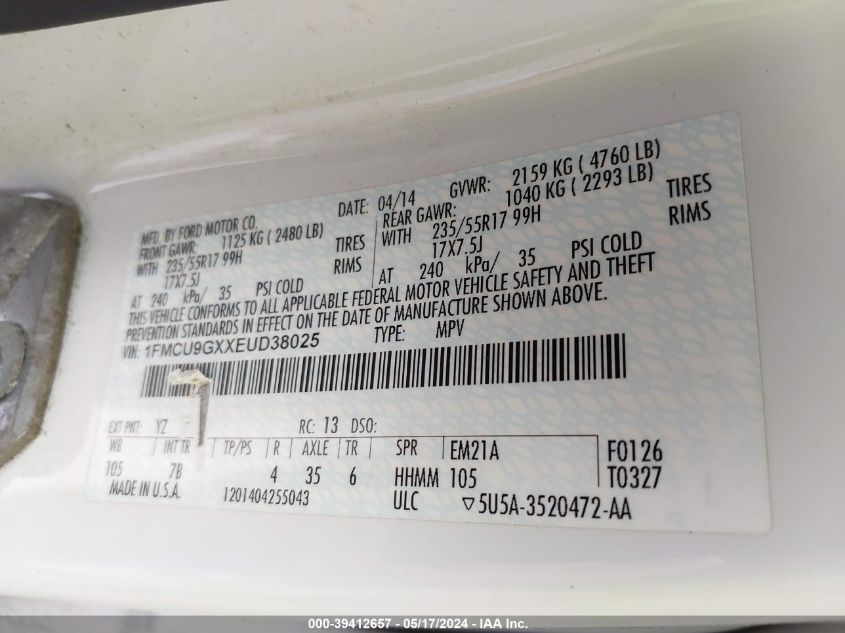 MFD. BY FORD MOTOR CO.
DATE: 04/14 GVWR: 2159 KG ( 4760 LB)
FRONT GAWR: 1125 KG ( 2480 LB)
REAR GAWR: 1040 KG ( 2293 LB)
WITH 235/55R17 99H TIRES
WITH 235/55R17 99H TIRES
17X7.5J RIMS
17X7.5J RIMS
AT 240 kPa/ 35 PSI COLD
AT 240 kPa/ 35 PSI COLD
THIS VEHICLE CONFORMS TO ALL APPLICABLE FEDERAL MOTOR VEHICLE SAFETY AND THEFT
PREVENTION STANDARDS IN EFFECT ON THE DATE OF MANUFACTURE SHOWN ABOVE.
VIN: 1FMCU9GXXEUD38025 TYPE: MPV
EXT PNT: YZ RC: 13 DSO:
WB INT TR TP/PS R AXLE TR SPR EM21A F0126
105 7B 4 35 6 HHMM 105 T0327
MADE IN U.S.A. 1201404255043 ULC ▽5U5A-3520472-AA
000-39412657 - 05/17/2024 - IAA Inc.